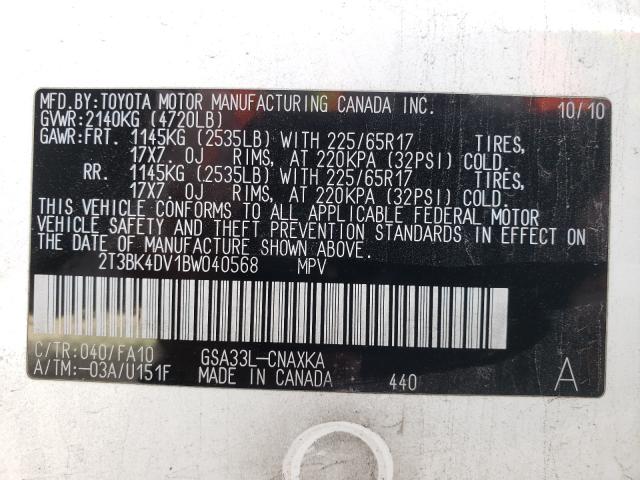 MFD.BY:TOYOTA MOTOR MANUFACTURING CANADA INC. 10/10
GVWR:2140KG (4720LB)
GAWR:FRT. 1145KG (2535LB) WITH 225/65R17 TIRES,
17X7.0J RIMS, AT 220KPA (32PSI) COLD.
RR. 1145KG (2535LB) WITH 225/65R17 TIRES,
17X7.0J RIMS, AT 220KPA (32PSI) COLD.
THIS VEHICLE CONFORMS TO ALL APPLICABLE FEDERAL MOTOR
VEHICLE SAFETY AND THEFT PREVENTION STANDARDS IN EFFECT ON
THE DATE OF MANUFACTURE SHOWN ABOVE.
2T3BK4DV1BW040568 MPV
C/TR:040/FA10 GSA33L-CNAXKA
A/TM:-03A/U151F MADE IN CANADA 440 A